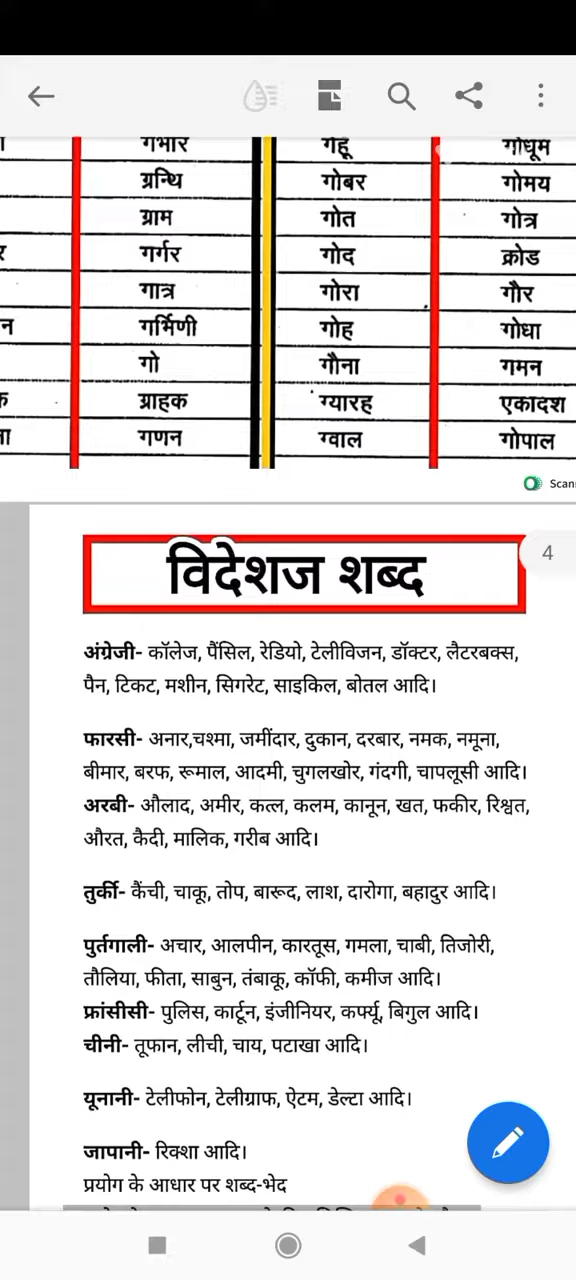 गेहूँ गोधूम
ग्रन्थि गोबर गोमय
ग्राम गोत गोत्र
गर्गर गोद क्रोड
गात्र गोरा गौर
गर्भिणी गोह गोधा
गो गौना गमन
ग्राहक ग्यारह एकादश
गणन ग्वाल गोपाल
Scan
विदेशज शब्द
4
अंग्रेजी- कॉलेज, पैंसिल, रेडियो, टेलीविजन, डॉक्टर, लैटरबक्स,
पैन, टिकट, मशीन, सिगरेट, साइकिल, बोतल आदि।
फारसी- अनार,चश्मा, जमींदार, दुकान, दरबार, नमक, नमूना,
बीमार, बरफ, रूमाल, आदमी, चुगलखोर, गंदगी, चापलूसी आदि।
अरबी- औलाद, अमीर, कत्ल, कलम, कानून, खत, फकीर, रिश्वत,
औरत, कैदी, मालिक, गरीब आदि।
तुर्की- कैंची, चाकू, तोप, बारूद, लाश, दारोगा, बहादुर आदि।
पुर्तगाली- अचार, आलपीन, कारतूस, गमला, चाबी, तिजोरी,
तौलिया, फीता, साबुन, तंबाकू, कॉफी, कमीज आदि।
फ्रांसीसी- पुलिस, कार्टून, इंजीनियर, कर्फ्यू, बिगुल आदि।
चीनी- तूफान, लीची, चाय, पटाखा आदि।
यूनानी- टेलीफोन, टेलीग्राफ, ऐटम, डेल्टा आदि।
जापानी- रिक्शा आदि।
प्रयोग के आधार पर शब्द-भेद